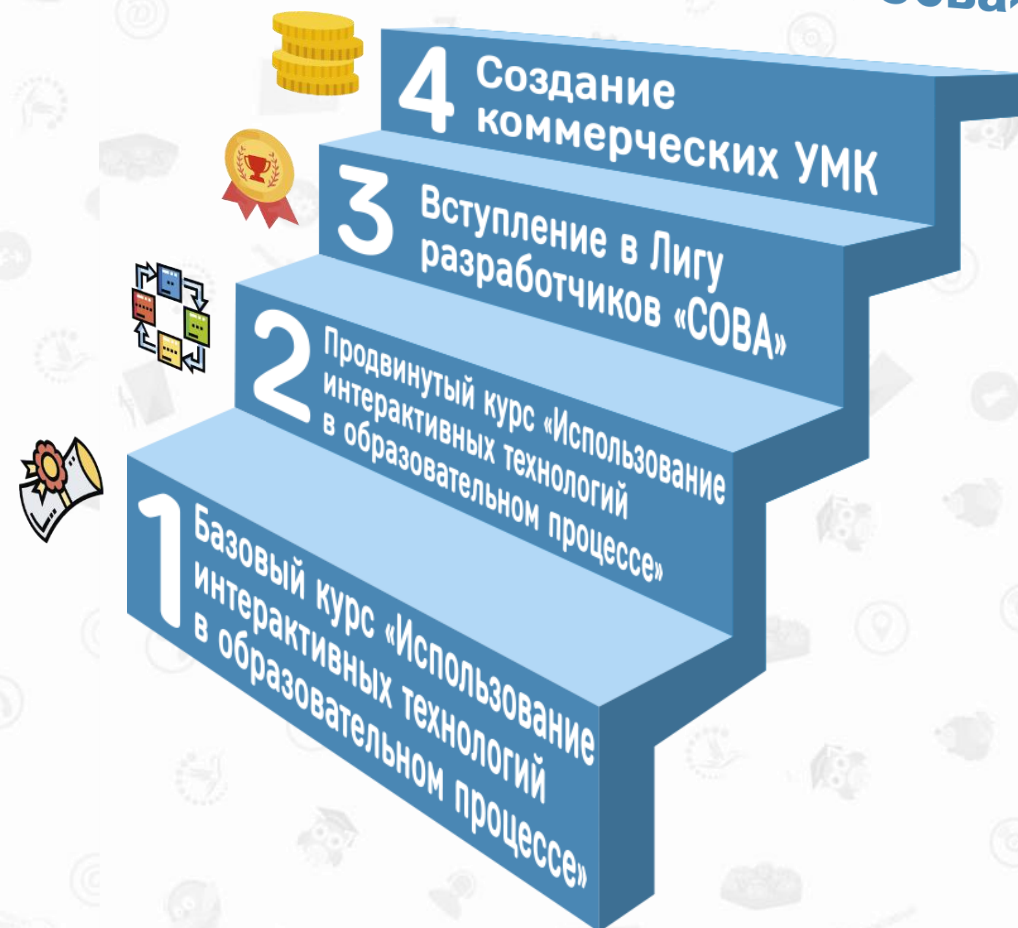 4 Создание
коммерческих УМК
3 Вступление в Лигу
разработчиков «СОВА»
2 Продвинутый курс «Использование
интерактивных технологий
в образовательном процессе»
1 Базовый курс «Использование
интерактивных технологий
в образовательном процессе»